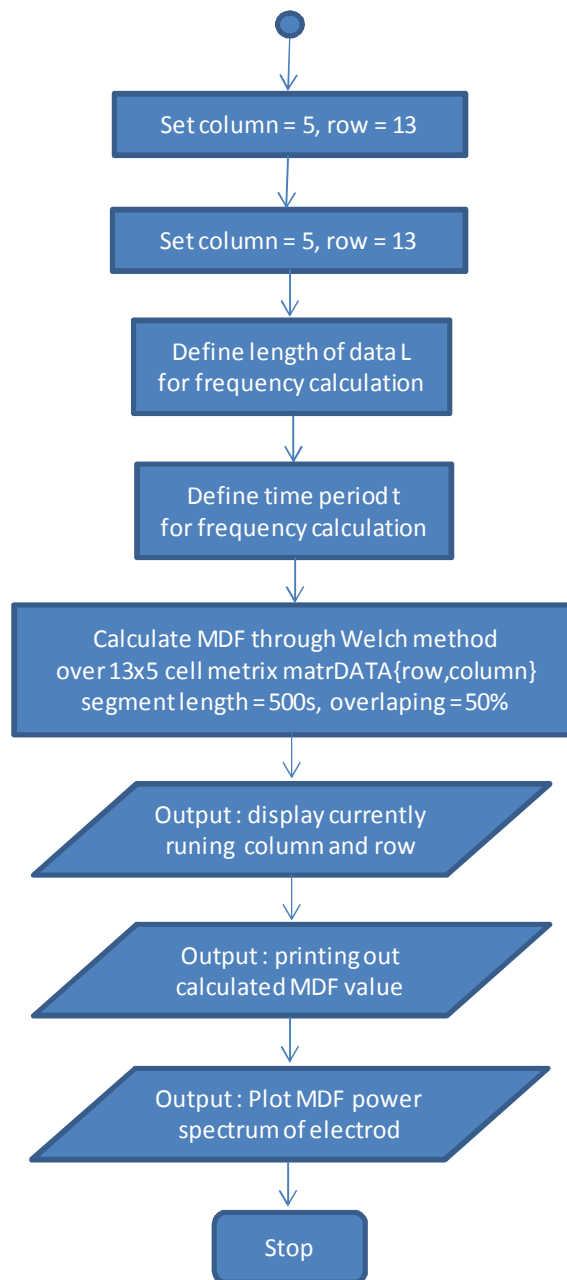 Set column = 5, row = 13
Set column = 5, row = 13
Define length of data L
for frequency calculation
Define time period t
for frequency calculation
Calculate MDF through Welch method
over 13x5 cell metrix matrDATA{row,column}
segment length = 500s, overlaping = 50%
Output : display currently
runing column and row
Output : printing out
calculated MDF value
Output : Plot MDF power
spectrum of electrod
Stop